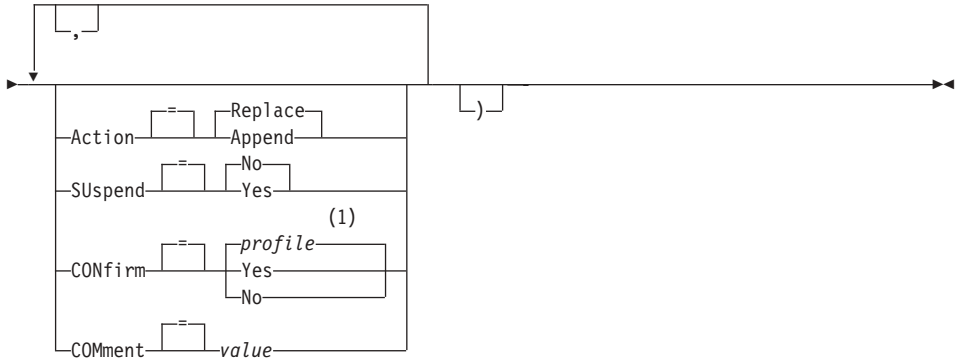 ,
)
= Replace
Action Append
= No
SUspend Yes
(1)
= profile
CONfirm Yes
No
=
COMment value